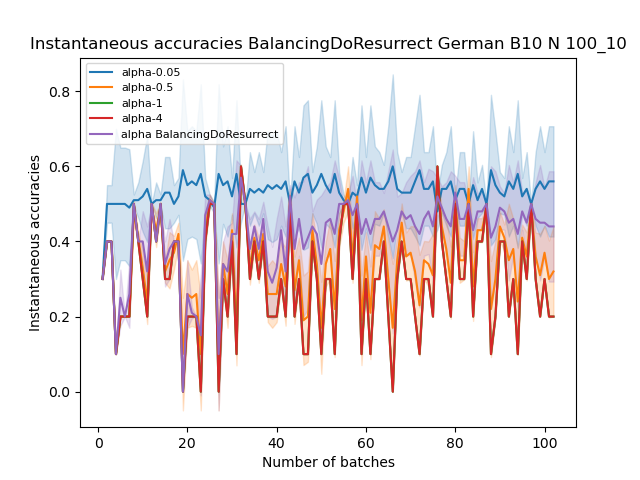 Instantaneous accuracies BalancingDoResurrect German B10 N 100_10
alpha-0.05
alpha-0.5
alpha-1
alpha-4
alpha BalancingDoResurrect
Instantaneous accuracies
0.8
0.6
0.4
0.2
0.0
0 20 40 60 80 100
Number of batches